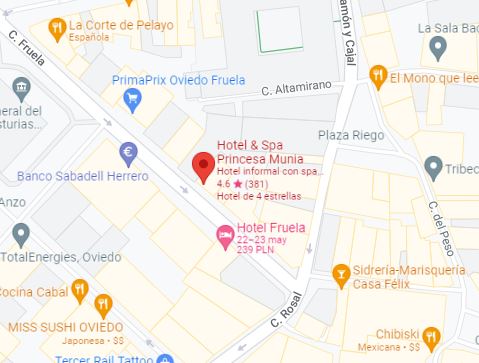 La Corte de Pelayo
Española
C. Fruela
Ramón y Cajal
La Sala Bac
El Mono que lee
PrimaPrix Oviedo Fruela
C. Altamirano
neral del
sturias...
Plaza Riego
Hotel & Spa
Princesa Munia
Hotel informal con spa...
4.6 ★ (381)
Hotel de 4 estrellas
Banco Sabadell Herrero
Tribec
Anzo
Hotel Fruela
22–23 may
239 PLN
C. del Peso
TotalEnergies, Oviedo
Sidrería-Marisquería
Casa Félix
Cocina Cabal
C. Rosal
MISS SUSHI OVIEDO
Japonesa • $$
Chibiski
Mexicana • $$
Tercer Rail Tattoo